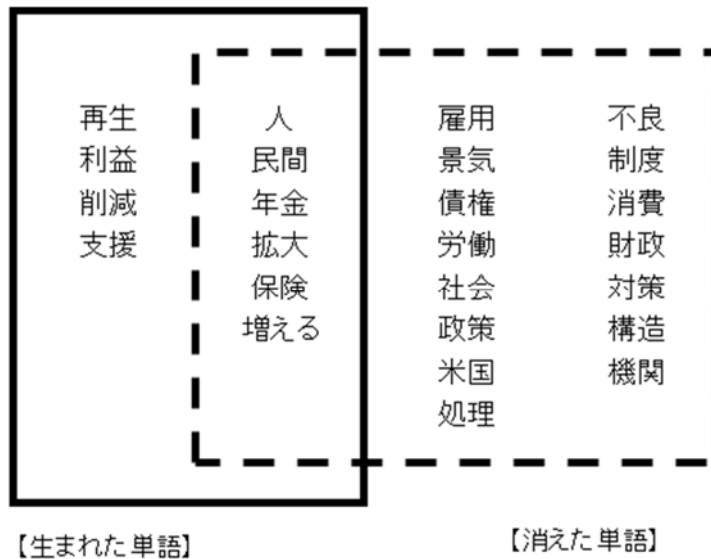 再生
利益
削減
支援
人
民間
年金
拡大
保険
増える
雇用
景気
債権
労働
社会
政策
米国
処理
不良
制度
消費
財政
対策
構造
機関
【生まれた単語】
【消えた単語】